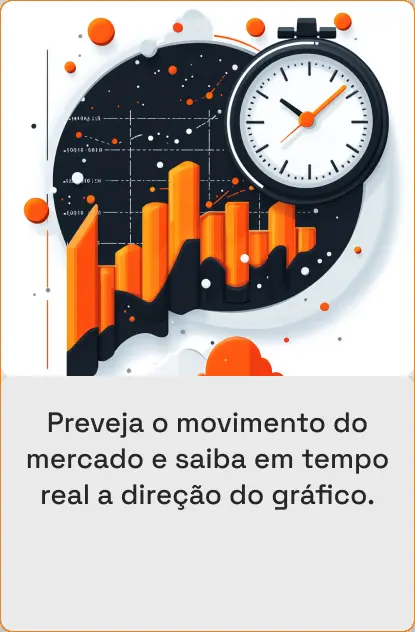 Preveja o movimento do
mercado e saiba em tempo
real a direção do gráfico.